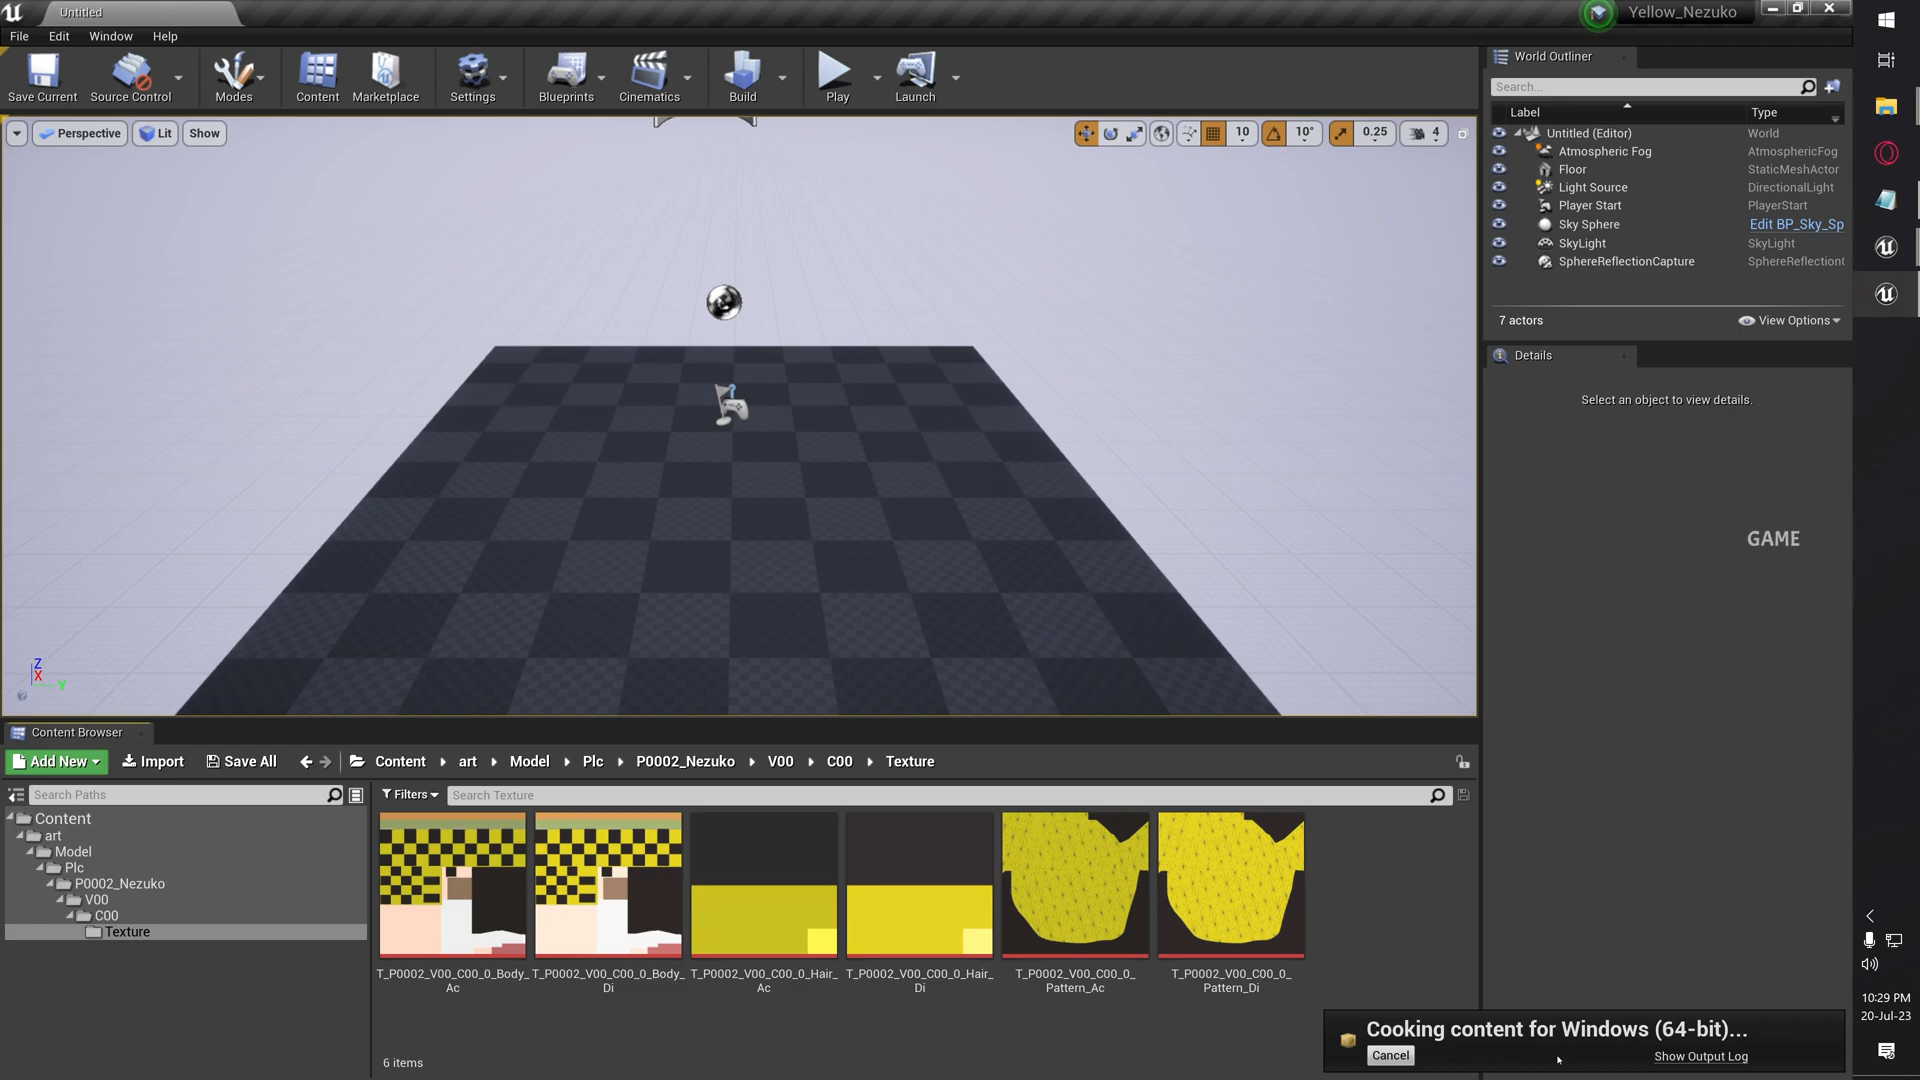 Untitled
Yellow_Nezuko
File Edit Window Help
Save Current Source Control Modes Content Marketplace Settings Blueprints Cinematics Build Play Launch
Perspective Lit Show
10 10° 0.25 4
World Outliner
Search...
Label Type
Untitled (Editor) World
Atmospheric Fog AtmosphericFog
Floor StaticMeshActor
Light Source DirectionalLight
Player Start PlayerStart
Sky Sphere Edit BP_Sky_Sp
SkyLight SkyLight
SphereReflectionCapture SphereReflection
7 actors View Options
Details
Select an object to view details.
GAME
Z
X
Y
Content Browser
Add New Import Save All Content art Model Plc P0002_Nezuko V00 C00 Texture
Search Paths
Filters Search Texture
Content
art
Model
Plc
P0002_Nezuko
V00
C00
Texture
T_P0002_V00_C00_0_Body_
Ac
T_P0002_V00_C00_0_Body_
Di
T_P0002_V00_C00_0_Hair_
Ac
T_P0002_V00_C00_0_Hair_
Di
T_P0002_V00_C00_0_
Pattern_Ac
T_P0002_V00_C00_0_
Pattern_Di
6 items
Cooking content for Windows (64-bit)...
Cancel Show Output Log
10:29 PM
20-Jul-23